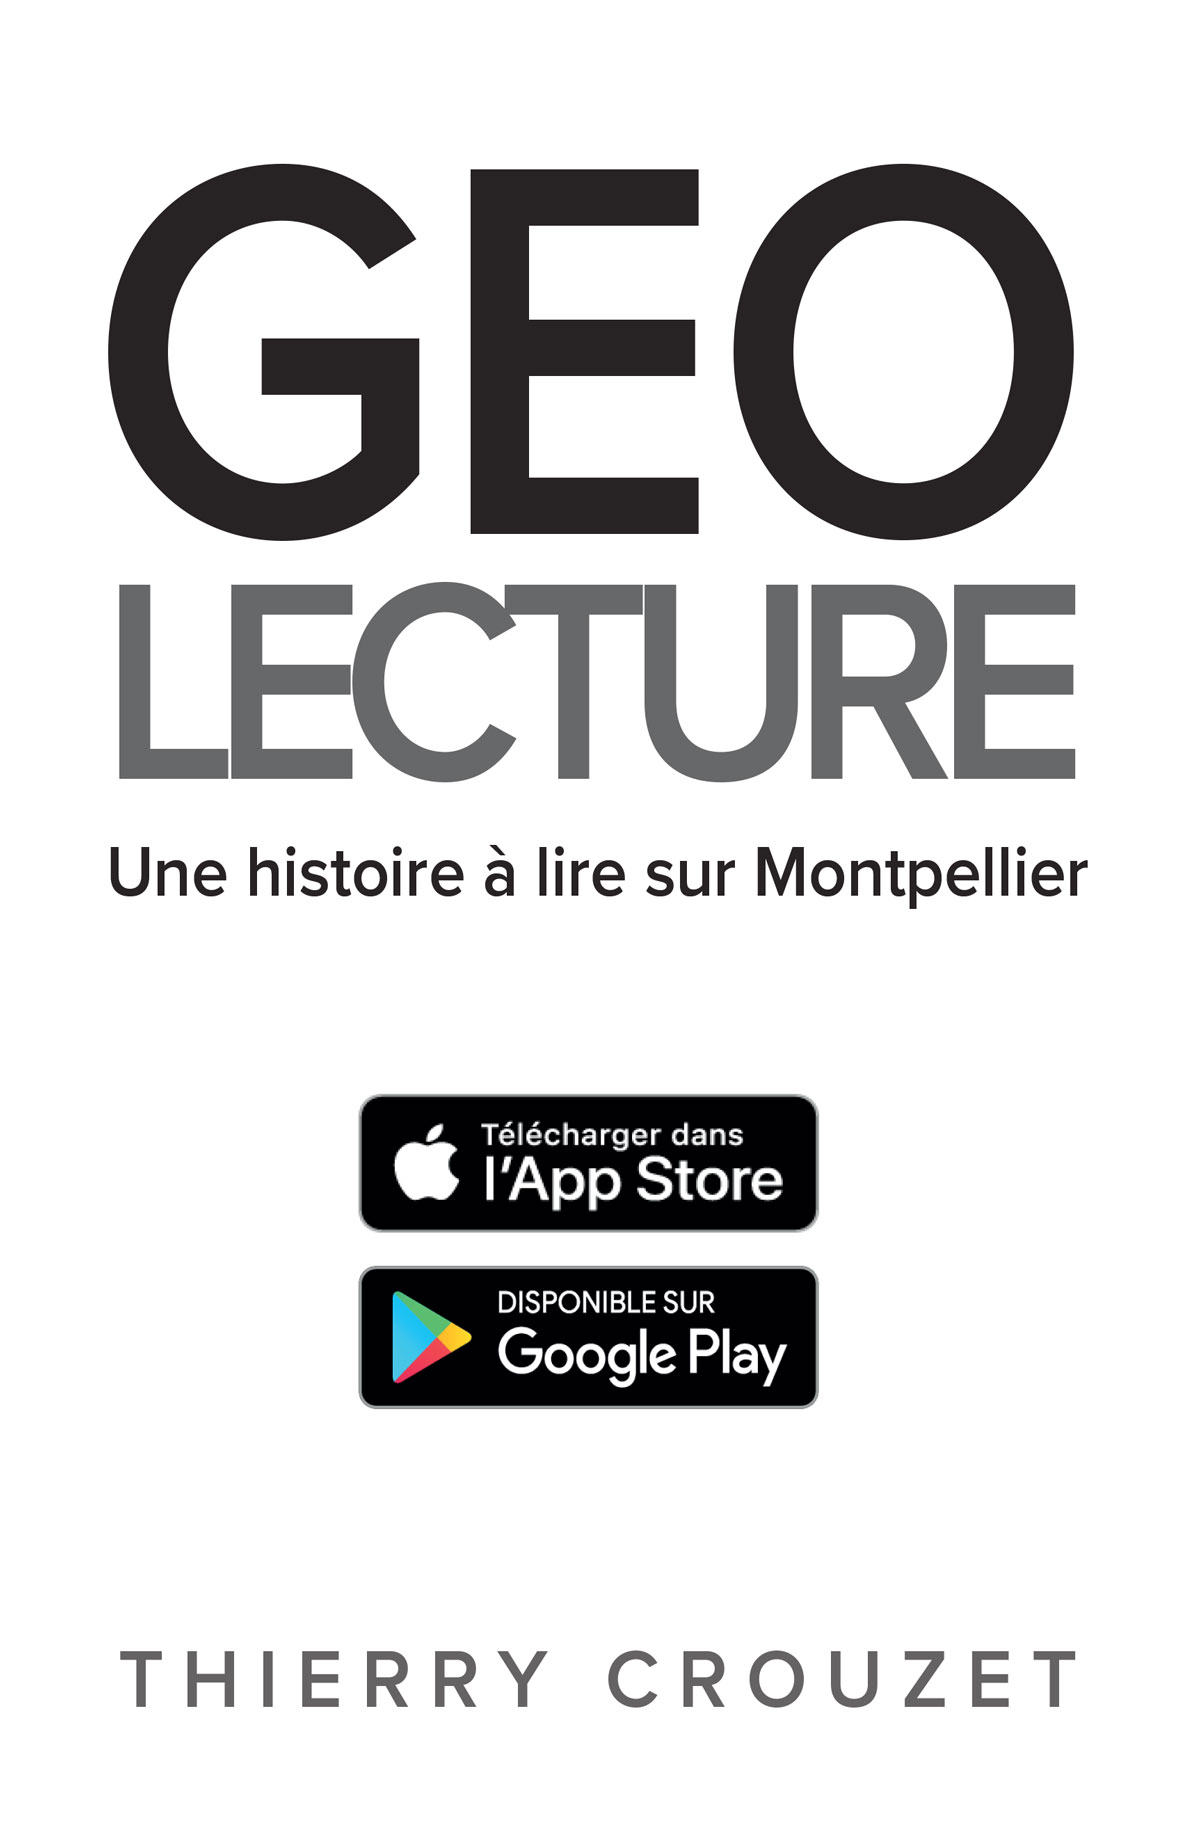 GEO
LECTURE
Une histoire à lire sur Montpellier
Télécharger dans
l'App Store
DISPONIBLE SUR
Google Play
THIERRY CROUZET